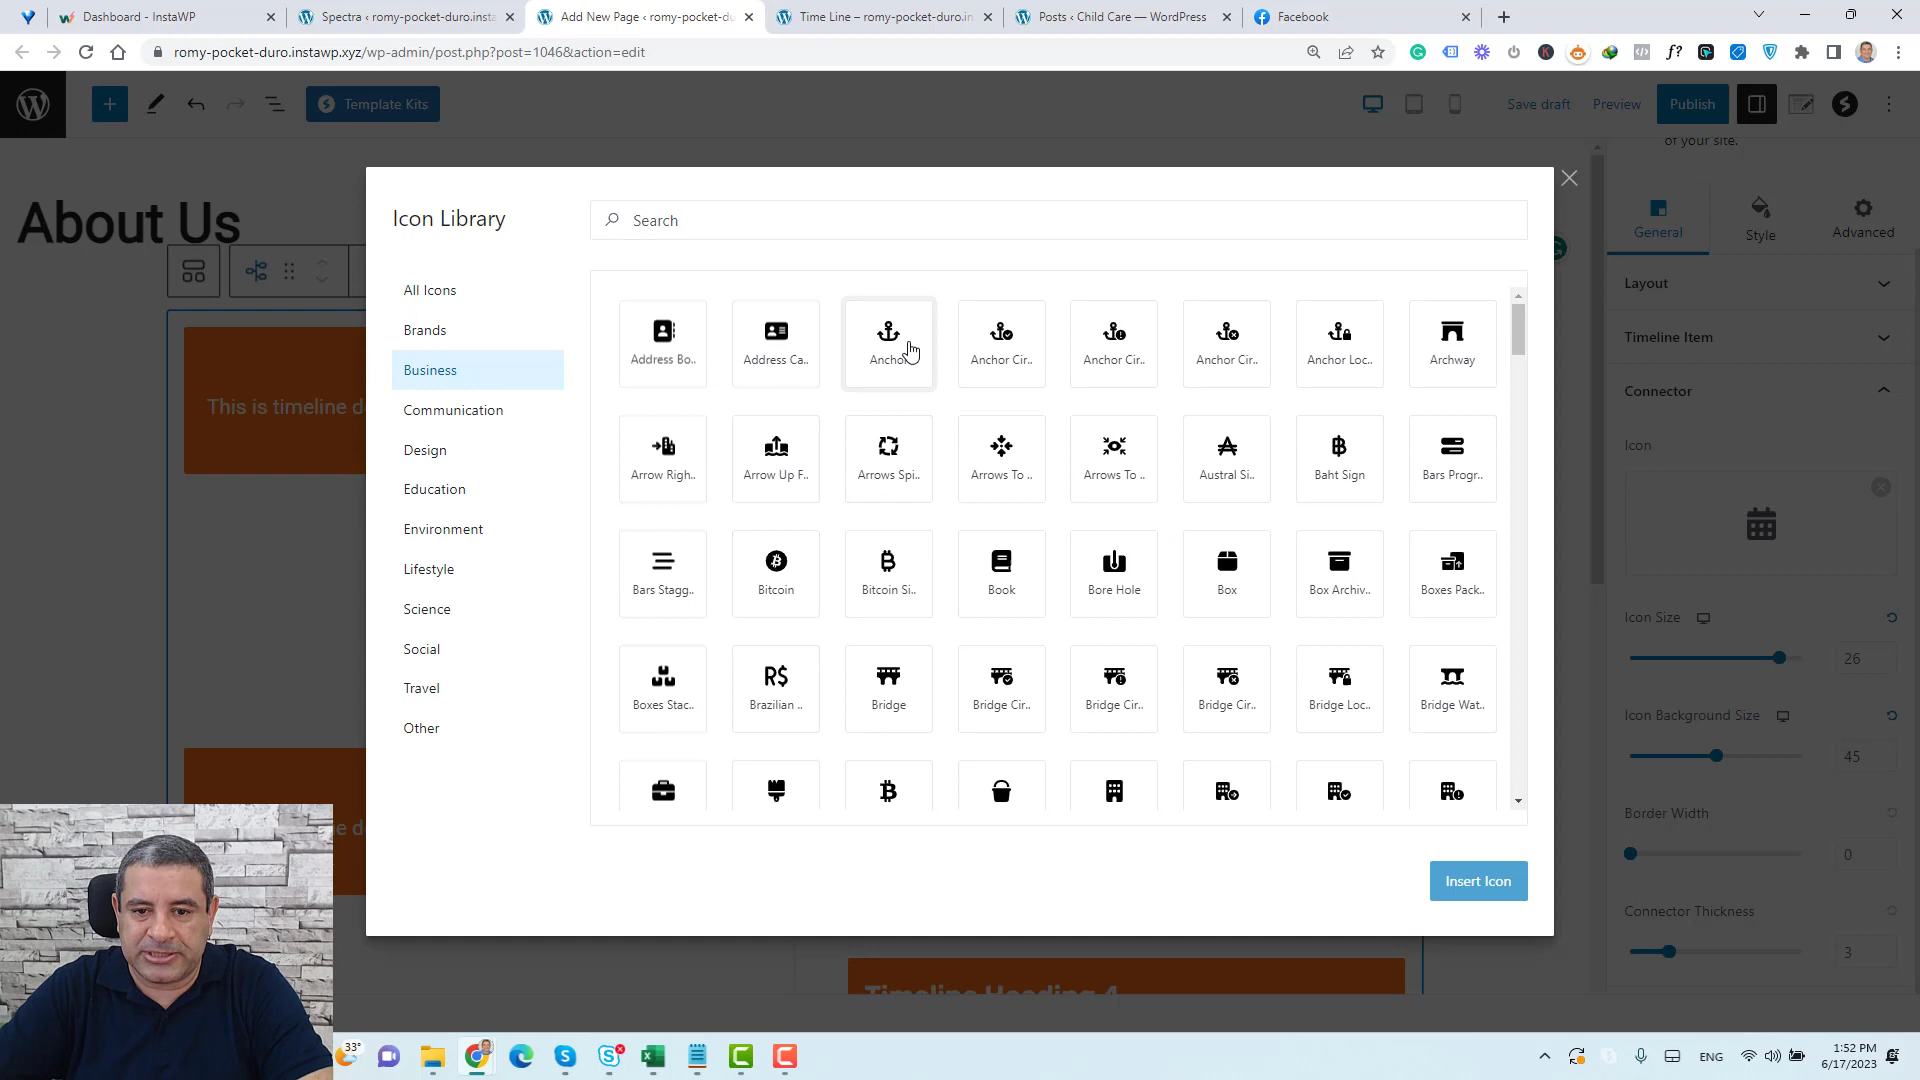 Dashboard - InstaWP
Spectra ‹ romy-pocket-duro.insta
Add New Page ‹ romy-pocket-du
Time Line – romy-pocket-duro.in
Posts ‹ Child Care — WordPress
Facebook
romy-pocket-duro.instawp.xyz/wp-admin/post.php?post=1046&action=edit
Template Kits
Save draft
Preview
Publish
of your site.
About Us
Icon Library
Search
General
Style
Advanced
All Icons
Brands
Business
Communication
Design
Education
Environment
Lifestyle
Science
Social
Travel
Other
Address Bo..
Address Ca..
Anchor
Anchor Cir..
Anchor Cir..
Anchor Cir..
Anchor Loc..
Archway
Arrow Righ..
Arrow Up F..
Arrows Spi..
Arrows To ..
Arrows To ..
Austral Si..
Baht Sign
Bars Progr..
Bars Stagg..
Bitcoin
Bitcoin Si..
Book
Bore Hole
Box
Box Archiv..
Boxes Pack..
Boxes Stac..
R$
Brazilian ..
Bridge
Bridge Cir..
Bridge Cir..
Bridge Cir..
Bridge Loc..
Bridge Wat..
Insert Icon
This is timeline d
e d
Timeline Heading 4
Layout
Timeline Item
Connector
Icon
Icon Size
26
Icon Background Size
45
Border Width
0
Connector Thickness
3
33°
ENG
1:52 PM
6/17/2023